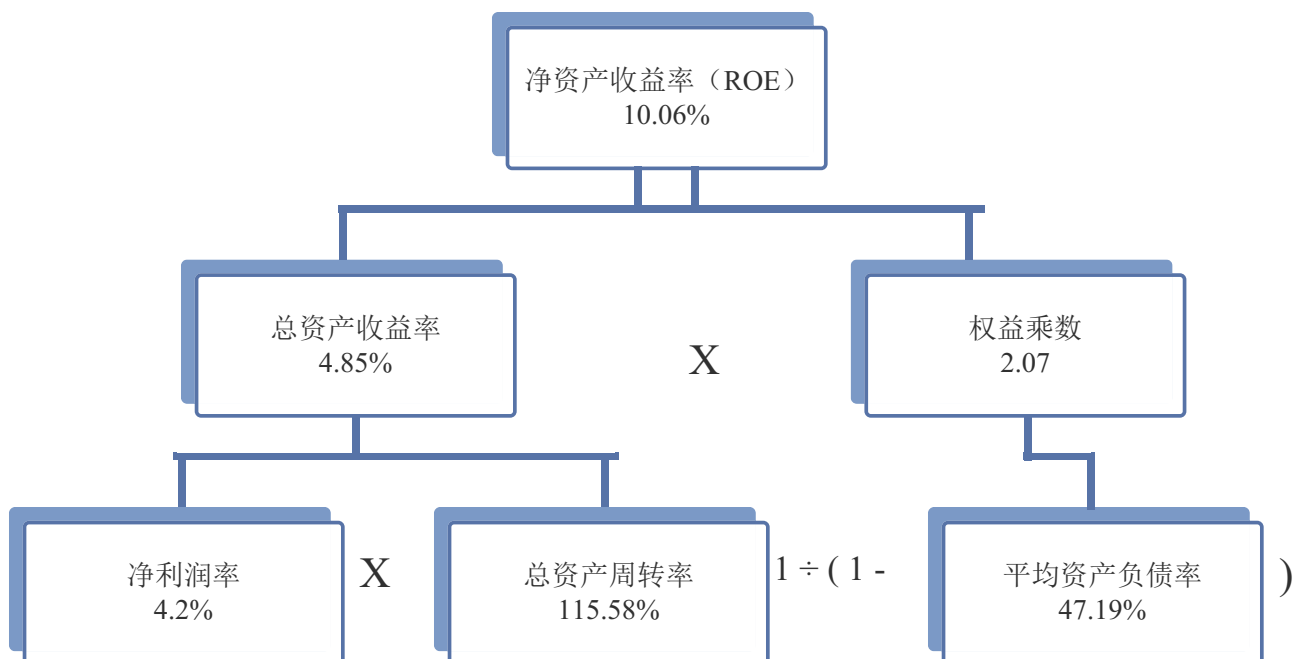 净资产收益率（ROE）
10.06%
总资产收益率
4.85%
X
权益乘数
2.07
净利润率
4.2%
X
总资产周转率
115.58%
1 ÷ ( 1 -
平均资产负债率
47.19%
)